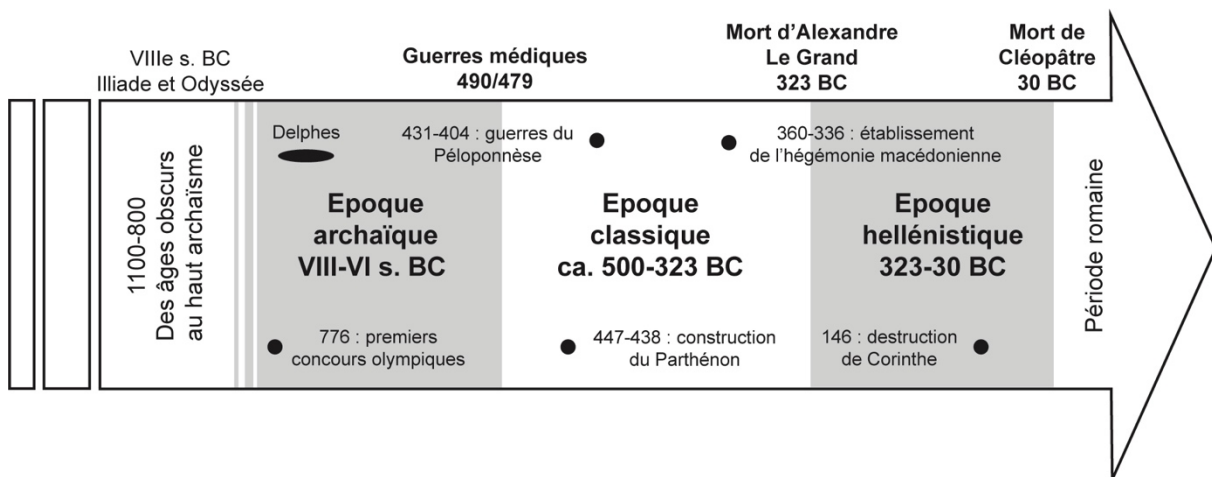 VIIIe s. BC
Illiade et Odyssée
Guerres médiques
490/479
Mort d’Alexandre
Le Grand
323 BC
Mort de
Cléopâtre
30 BC
1100-800
Des âges obscurs
au haut archaïsme
Delphes
431-404 : guerres du
Péloponnèse
360-336 : établissement
de l’hégémonie macédonienne
Epoque
archaïque
VIII-VI s. BC
Epoque
classique
ca. 500-323 BC
Epoque
hellénistique
323-30 BC
776 : premiers
concours olympiques
447-438 : construction
du Parthénon
146 : destruction
de Corinthe
Période romaine